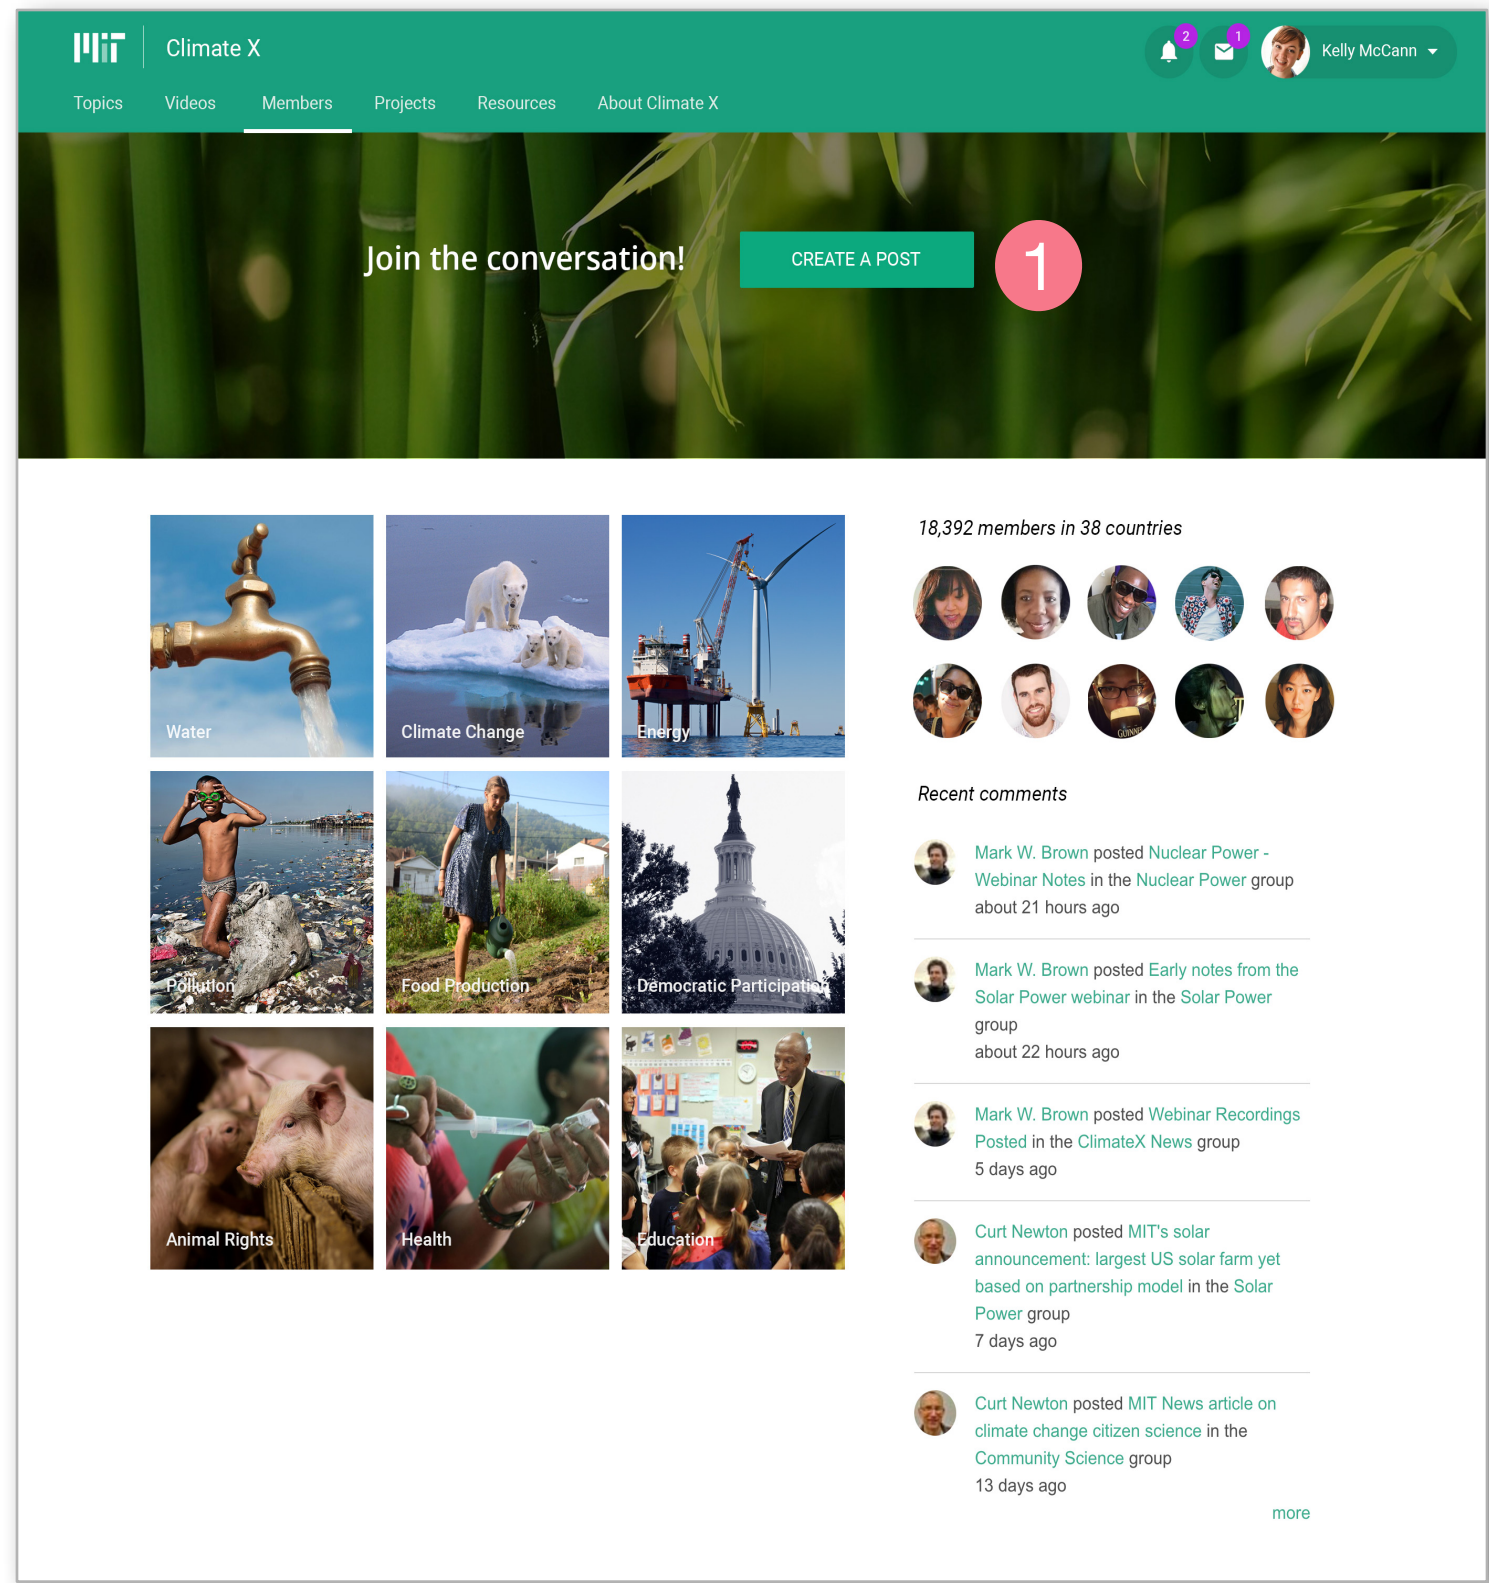 MIT
Climate X
2
1
Kelly McCann
Topics Videos Members Projects Resources About Climate X
Join the conversation!
CREATE A POST
1
18,392 members in 38 countries
Water
Climate Change
Energy
Recent comments
Mark W. Brown posted Nuclear Power -
Webinar Notes in the Nuclear Power group
about 21 hours ago
Mark W. Brown posted Early notes from the
Solar Power webinar in the Solar Power
group
about 22 hours ago
Pollution
Food Production
Democratic Participation
Mark W. Brown posted Webinar Recordings
Posted in the ClimateX News group
5 days ago
Animal Rights
Health
Education
Curt Newton posted MIT's solar
announcement: largest US solar farm yet
based on partnership model in the Solar
Power group
7 days ago
Curt Newton posted MIT News article on
climate change citizen science in the
Community Science group
13 days ago
more